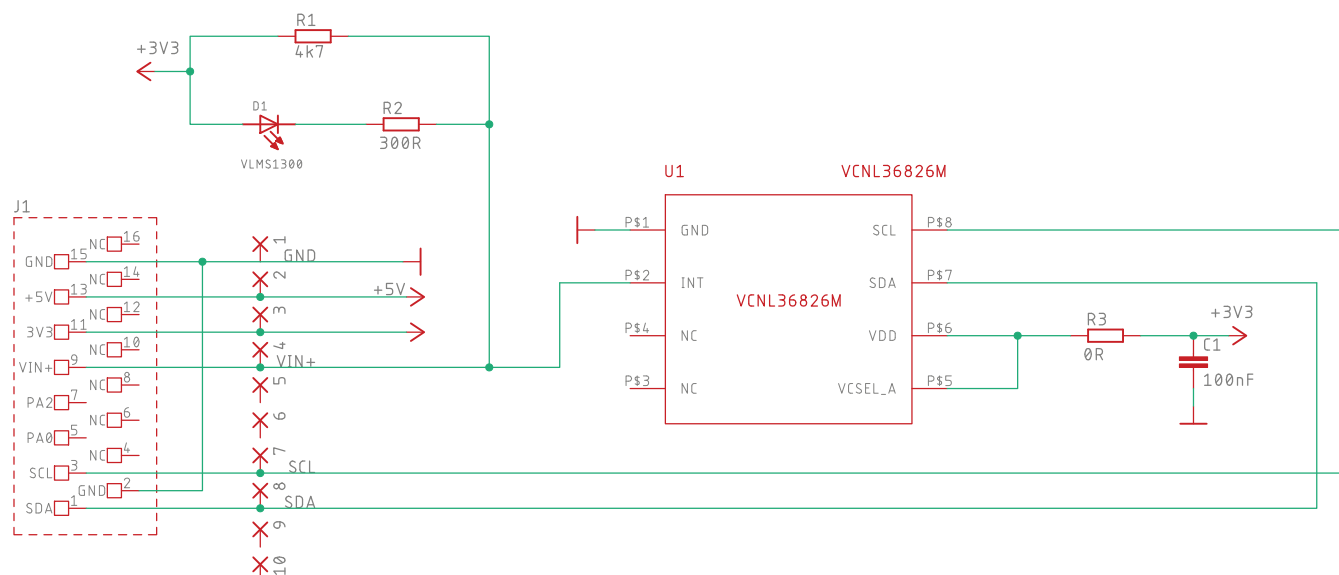 R1
4k7
+3V3
D1
VLMS1300
R2
300R
J1
NC 16
GND 15
NC 14
+5V 13
NC 12
3V3 11
NC 10
VIN+ 9
NC 8
PA2 7
NC 6
PA0 5
NC 4
SCL 3
GND 2
SDA 1
1
GND
2
+5V
3
4
VIN+
5
6
7
SCL
8
SDA
9
10
U1
VCNL36826M
P$1 GND SCL P$8
P$2 INT SDA P$7
VCNL36826M
P$4 NC VDD P$6
P$3 NC VCSEL_A P$5
R3
0R
+3V3
C1
100nF